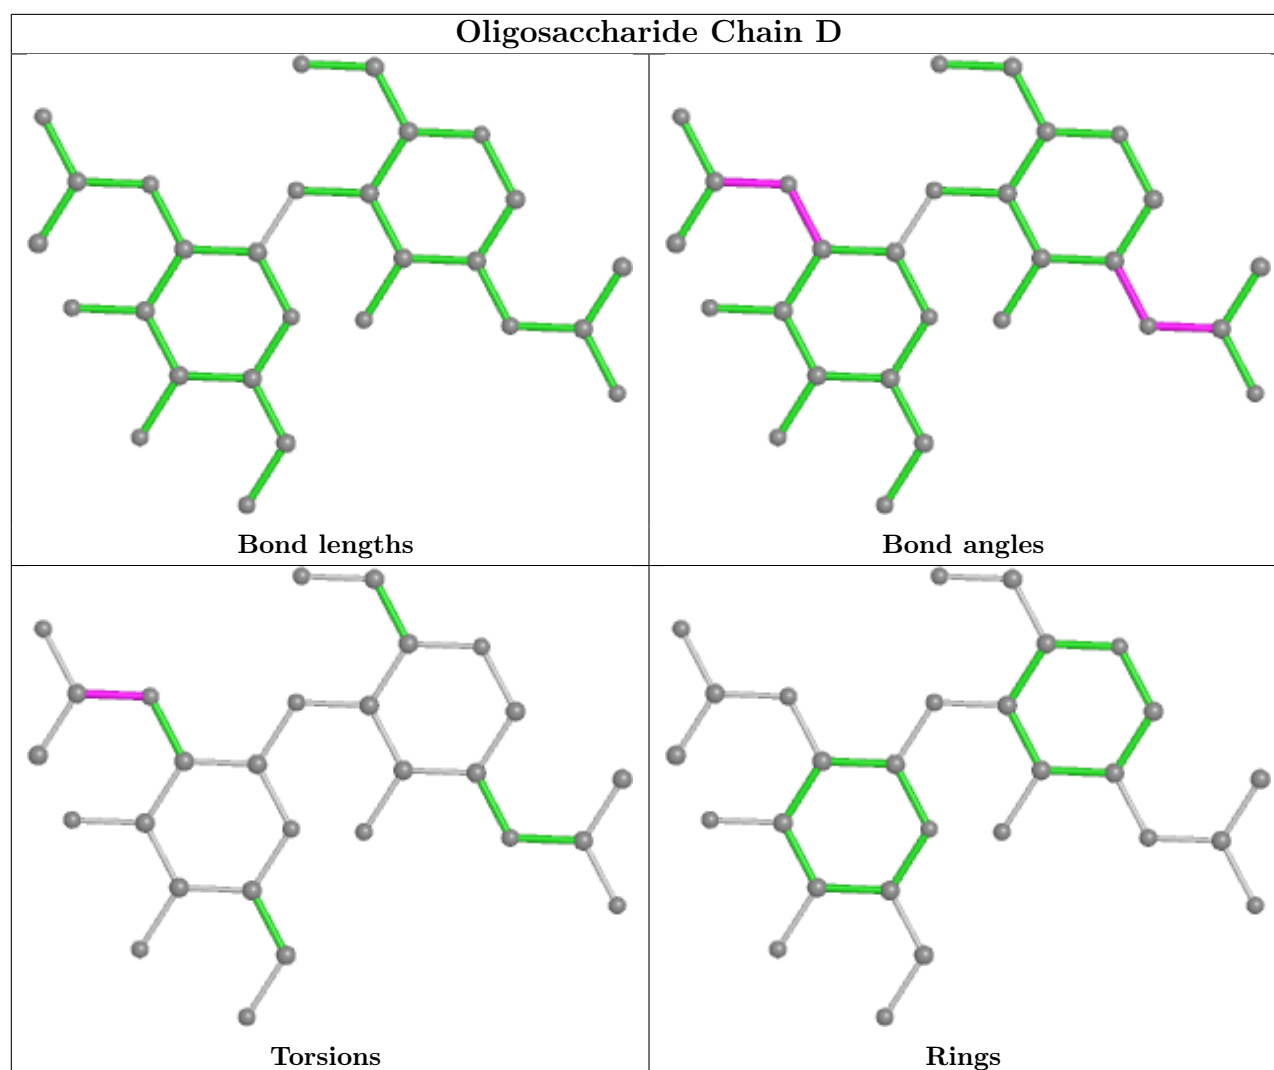 Oligosaccharide Chain D
Bond lengths
Bond angles
Torsions
Rings